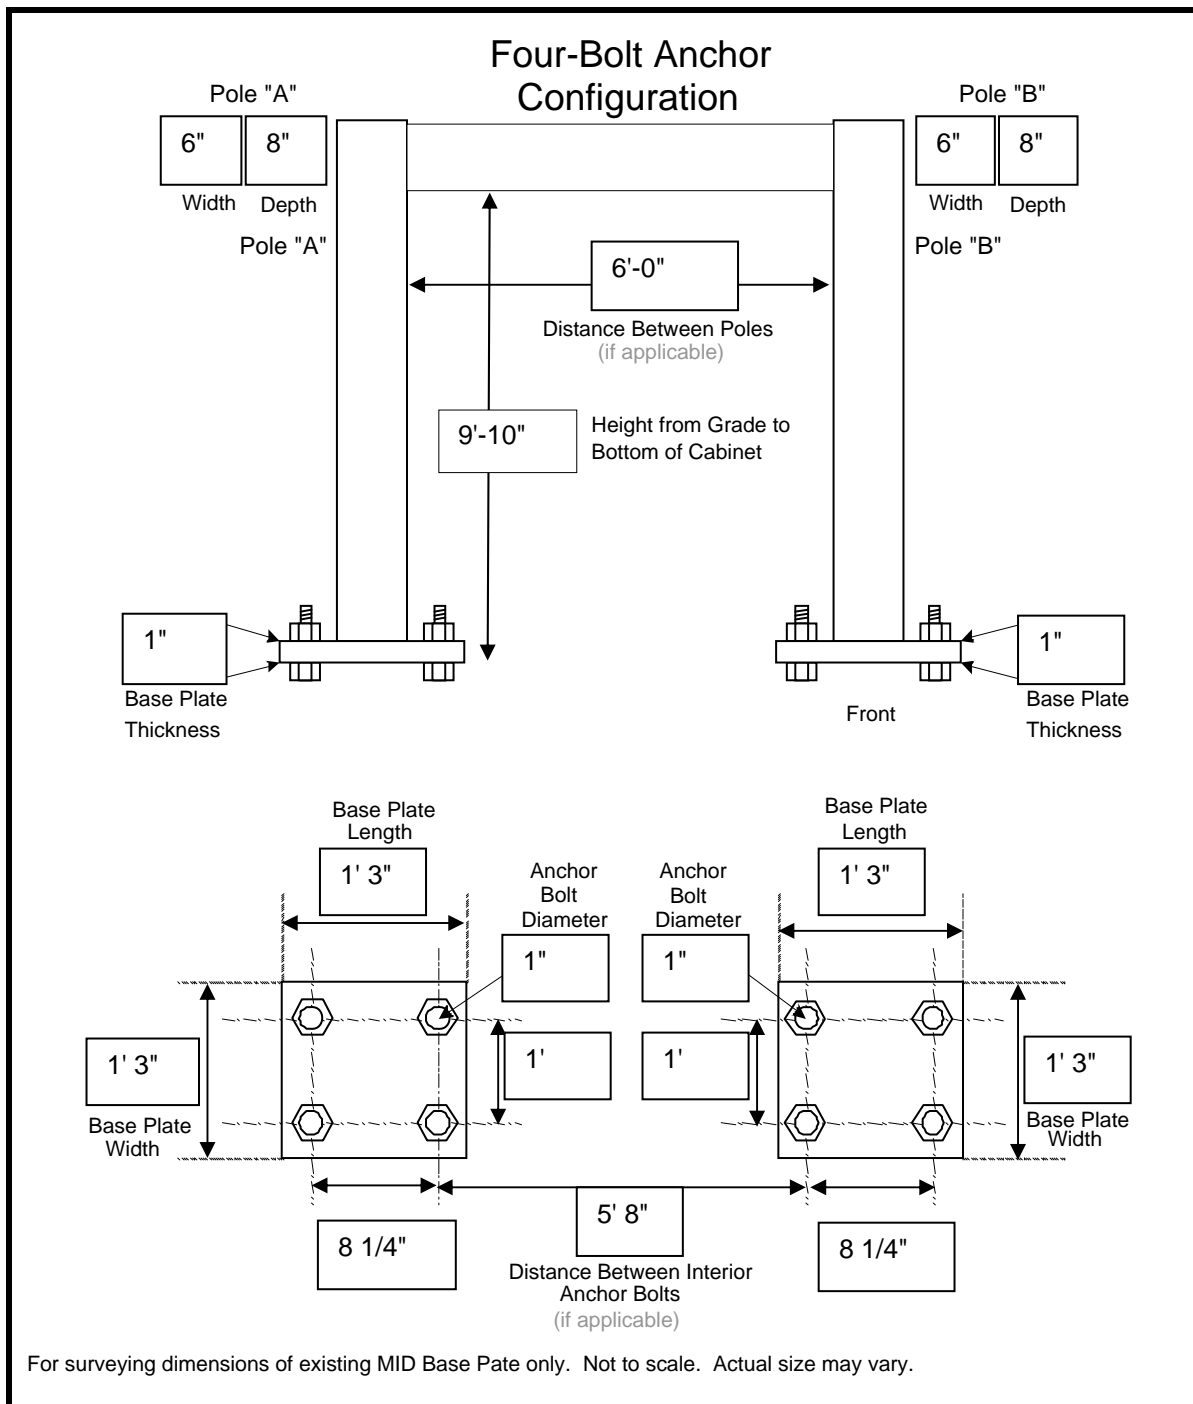 Four-Bolt Anchor
Configuration
Pole "A"
6"
8"
Width
Depth
Pole "A"
Pole "B"
6"
8"
Width
Depth
Pole "B"
6'-0"
Distance Between Poles
(if applicable)
9'-10"
Height from Grade to
Bottom of Cabinet
1"
Base Plate
Thickness
1"
Base Plate
Thickness
Front
Base Plate
Length
1' 3"
Anchor
Bolt
Diameter
1"
Anchor
Bolt
Diameter
1"
Base Plate
Length
1' 3"
1' 3"
Base Plate
Width
1'
1'
1' 3"
Base Plate
Width
8 1/4"
5' 8"
Distance Between Interior
Anchor Bolts
(if applicable)
8 1/4"
For surveying dimensions of existing MID Base Pate only.  Not to scale.  Actual size may vary.